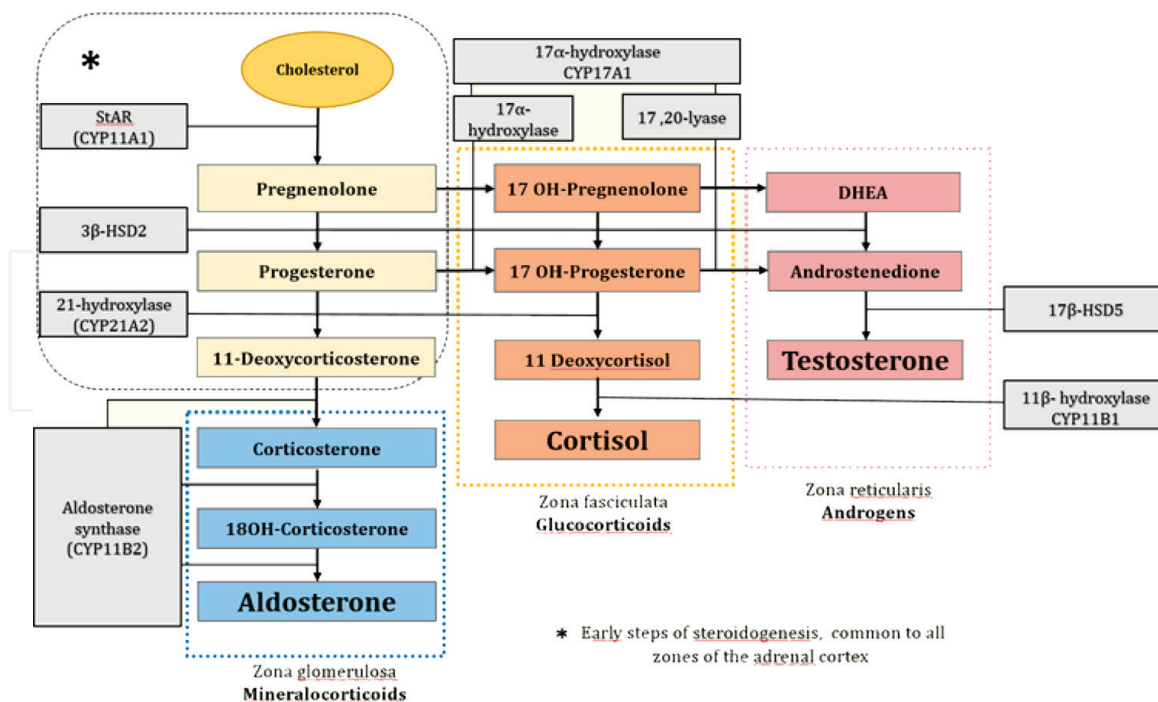 *
Cholesterol
17α-hydroxylase
CYP17A1
StAR
(CYP11A1)
17α-
hydroxylase
17 ,20-lyase
Pregnenolone
17 OH-Pregnenolone
DHEA
3β-HSD2
Progesterone
17 OH-Progesterone
Androstenedione
21-hydroxylase
(CYP21A2)
17β-HSD5
11-Deoxycorticosterone
11 Deoxycortisol
Testosterone
11β- hydroxylase
CYP11B1
Corticosterone
Cortisol
Zona fasciculata
Glucocorticoids
Zona reticularis
Androgens
Aldosterone
synthase
(CYP11B2)
18OH-Corticosterone
Aldosterone
* Early steps of steroidogenesis, common to all
zones of the adrenal cortex
Zona glomerulosa
Mineralocorticoids